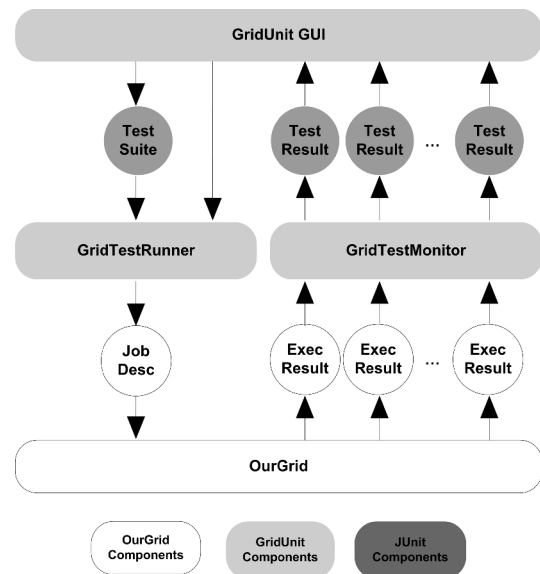 GridUnit GUI
Test
Suite
Test
Result
Test
Result
...
Test
Result
GridTestRunner
GridTestMonitor
Job
Desc
Exec
Result
Exec
Result
...
Exec
Result
OurGrid
OurGrid
Components
GridUnit
Components
JUnit
Components